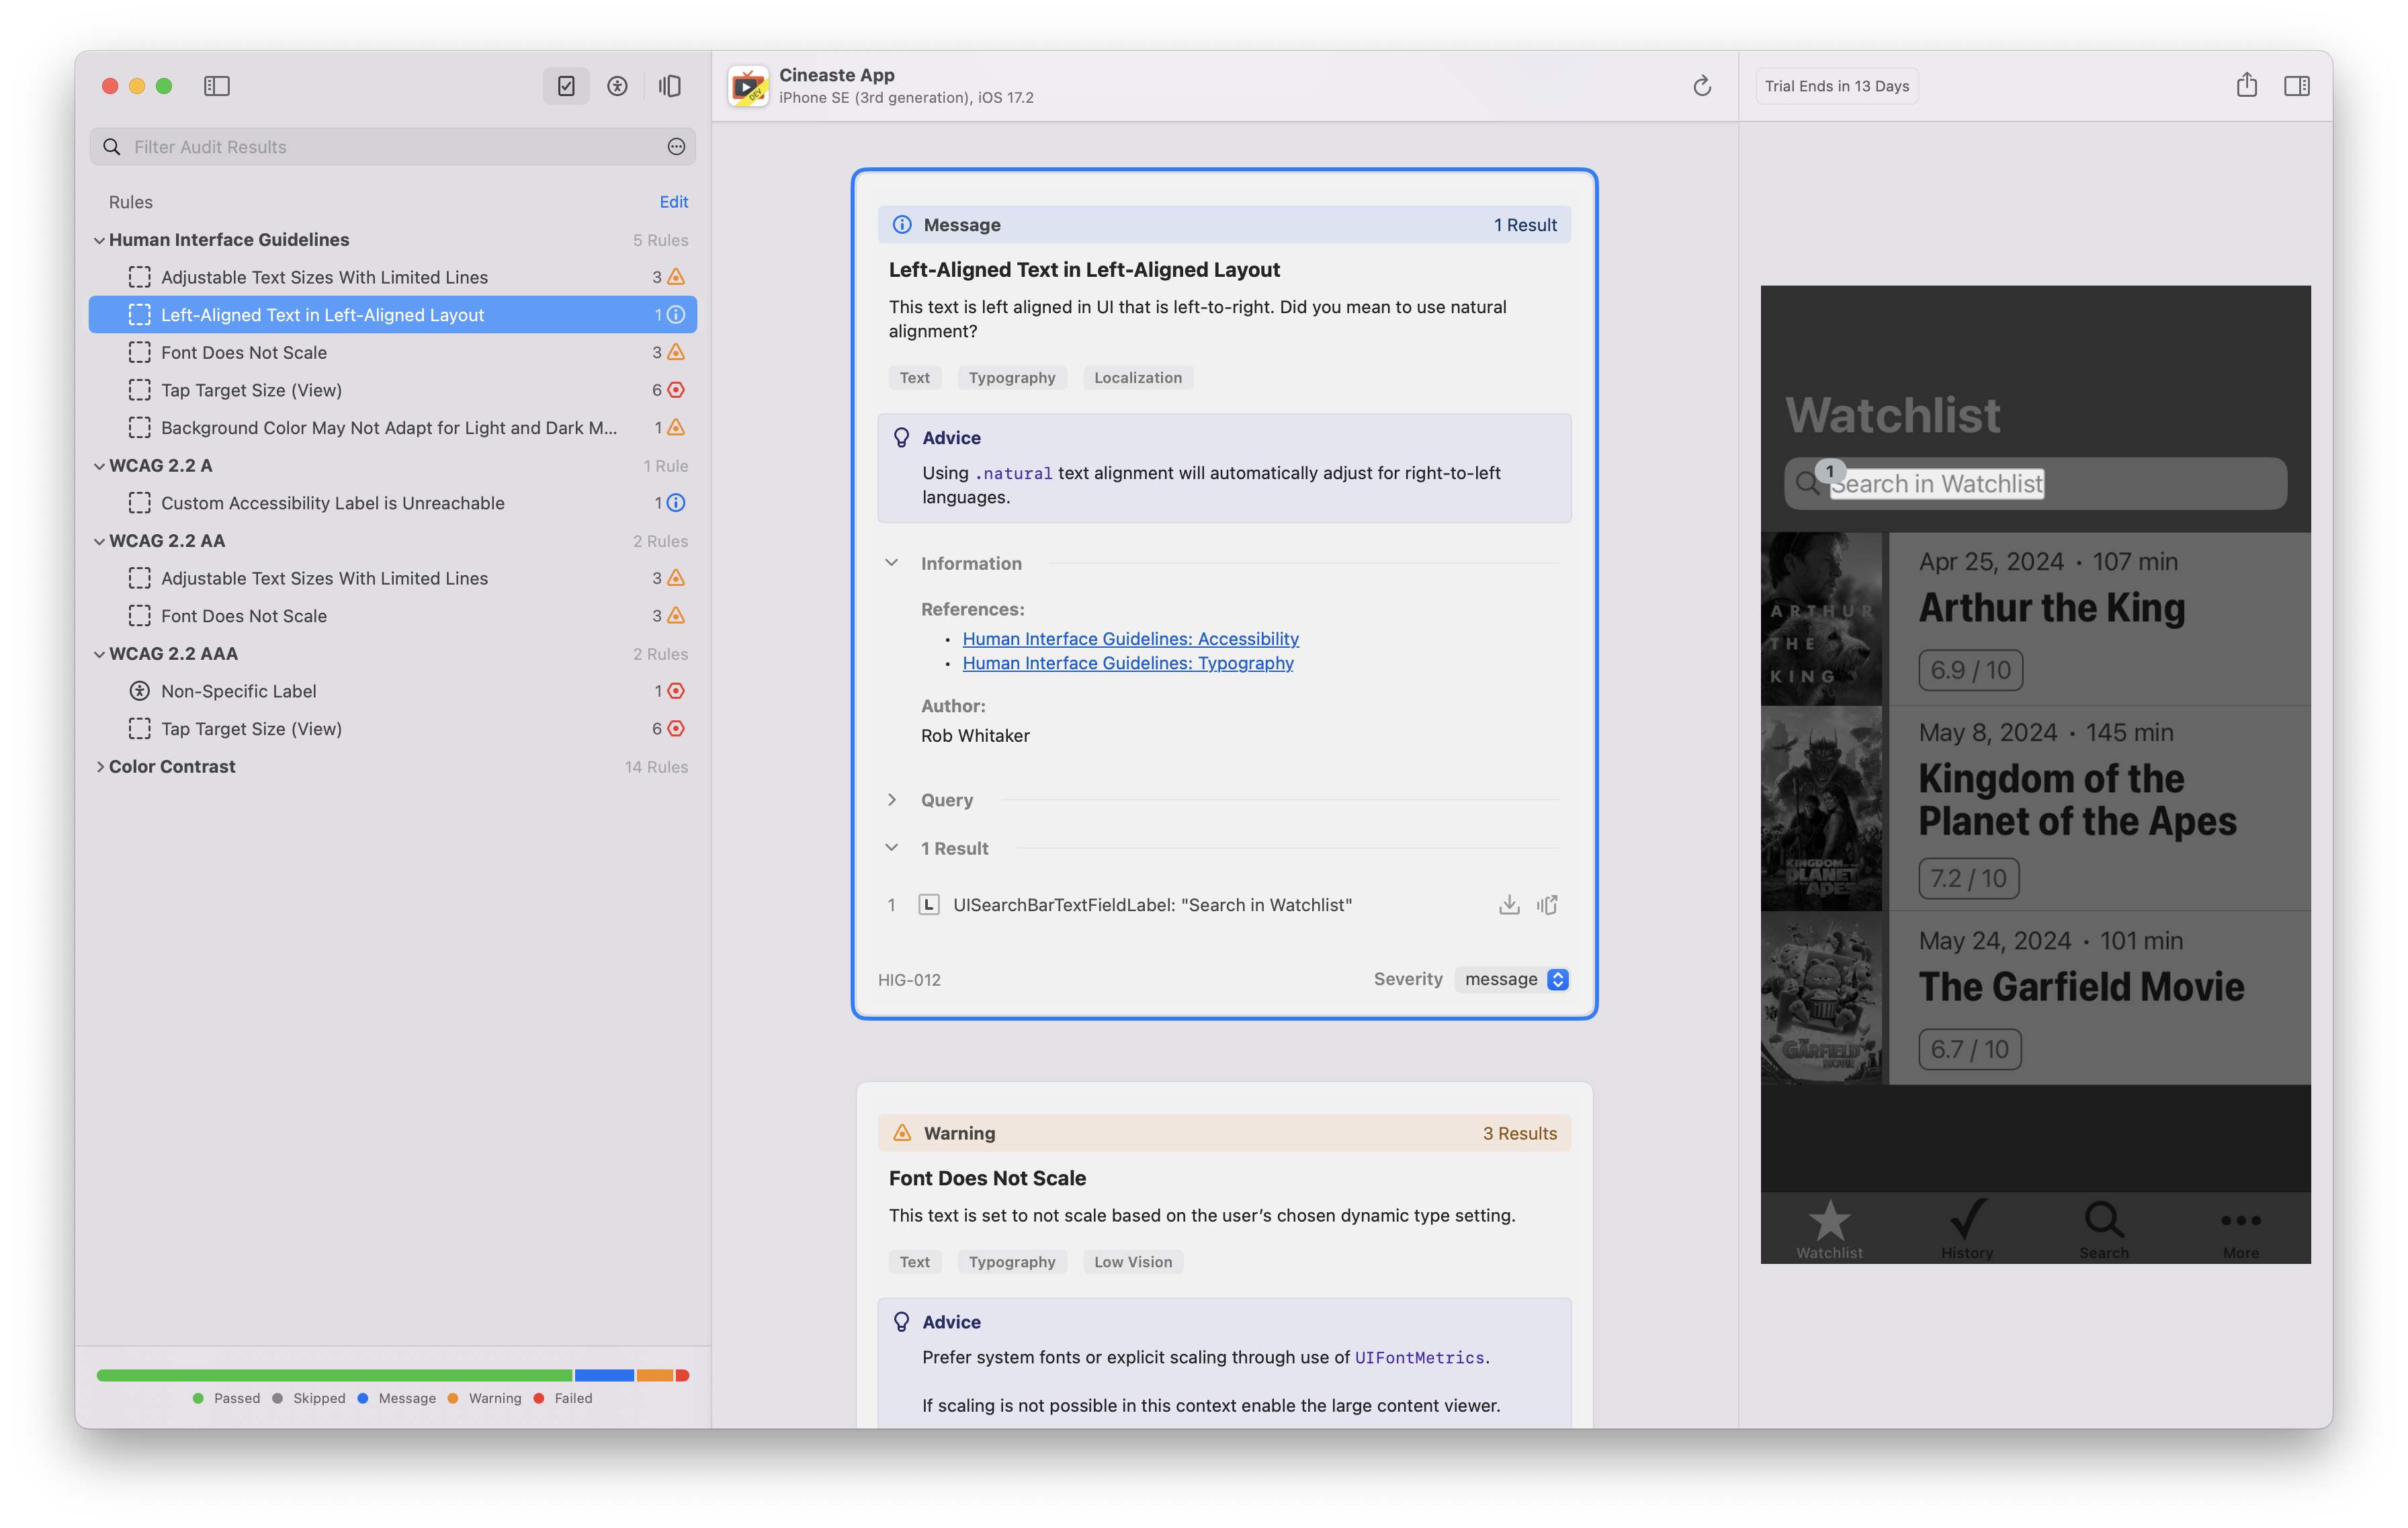 Cineaste App
iPhone SE (3rd generation), iOS 17.2
Trial Ends in 13 Days
Filter Audit Results
Rules
Edit
Human Interface Guidelines
5 Rules
Adjustable Text Sizes With Limited Lines
3
Left-Aligned Text in Left-Aligned Layout
1
Font Does Not Scale
3
Tap Target Size (View)
6
Background Color May Not Adapt for Light and Dark M...
1
WCAG 2.2 A
1 Rule
Custom Accessibility Label is Unreachable
1
WCAG 2.2 AA
2 Rules
Adjustable Text Sizes With Limited Lines
3
Font Does Not Scale
3
WCAG 2.2 AAA
2 Rules
Non-Specific Label
1
Tap Target Size (View)
6
Color Contrast
14 Rules
Passed
Skipped
Message
Warning
Failed
Message
1 Result
Left-Aligned Text in Left-Aligned Layout
This text is left aligned in UI that is left-to-right. Did you mean to use natural
alignment?
Text
Typography
Localization
Advice
Using .natural text alignment will automatically adjust for right-to-left
languages.
Information
References:
• Human Interface Guidelines: Accessibility
• Human Interface Guidelines: Typography
Author:
Rob Whitaker
Query
1 Result
1
L
UISearchBarTextFieldLabel: "Search in Watchlist"
HIG-012
Severity
message
Warning
3 Results
Font Does Not Scale
This text is set to not scale based on the user’s chosen dynamic type setting.
Text
Typography
Low Vision
Advice
Prefer system fonts or explicit scaling through use of UIFontMetrics.
If scaling is not possible in this context enable the large content viewer.
Watchlist
1
Search in Watchlist
ARTHUR
THE
KING
Apr 25, 2024 • 107 min
Arthur the King
6.9 / 10
KINGDOM OF THE
PLANET
APES
May 8, 2024 • 145 min
Kingdom of the
Planet of the Apes
7.2 / 10
THE
GARFIELD
MOVIE
May 24, 2024 • 101 min
The Garfield Movie
6.7 / 10
Watchlist
History
Search
More
DEV